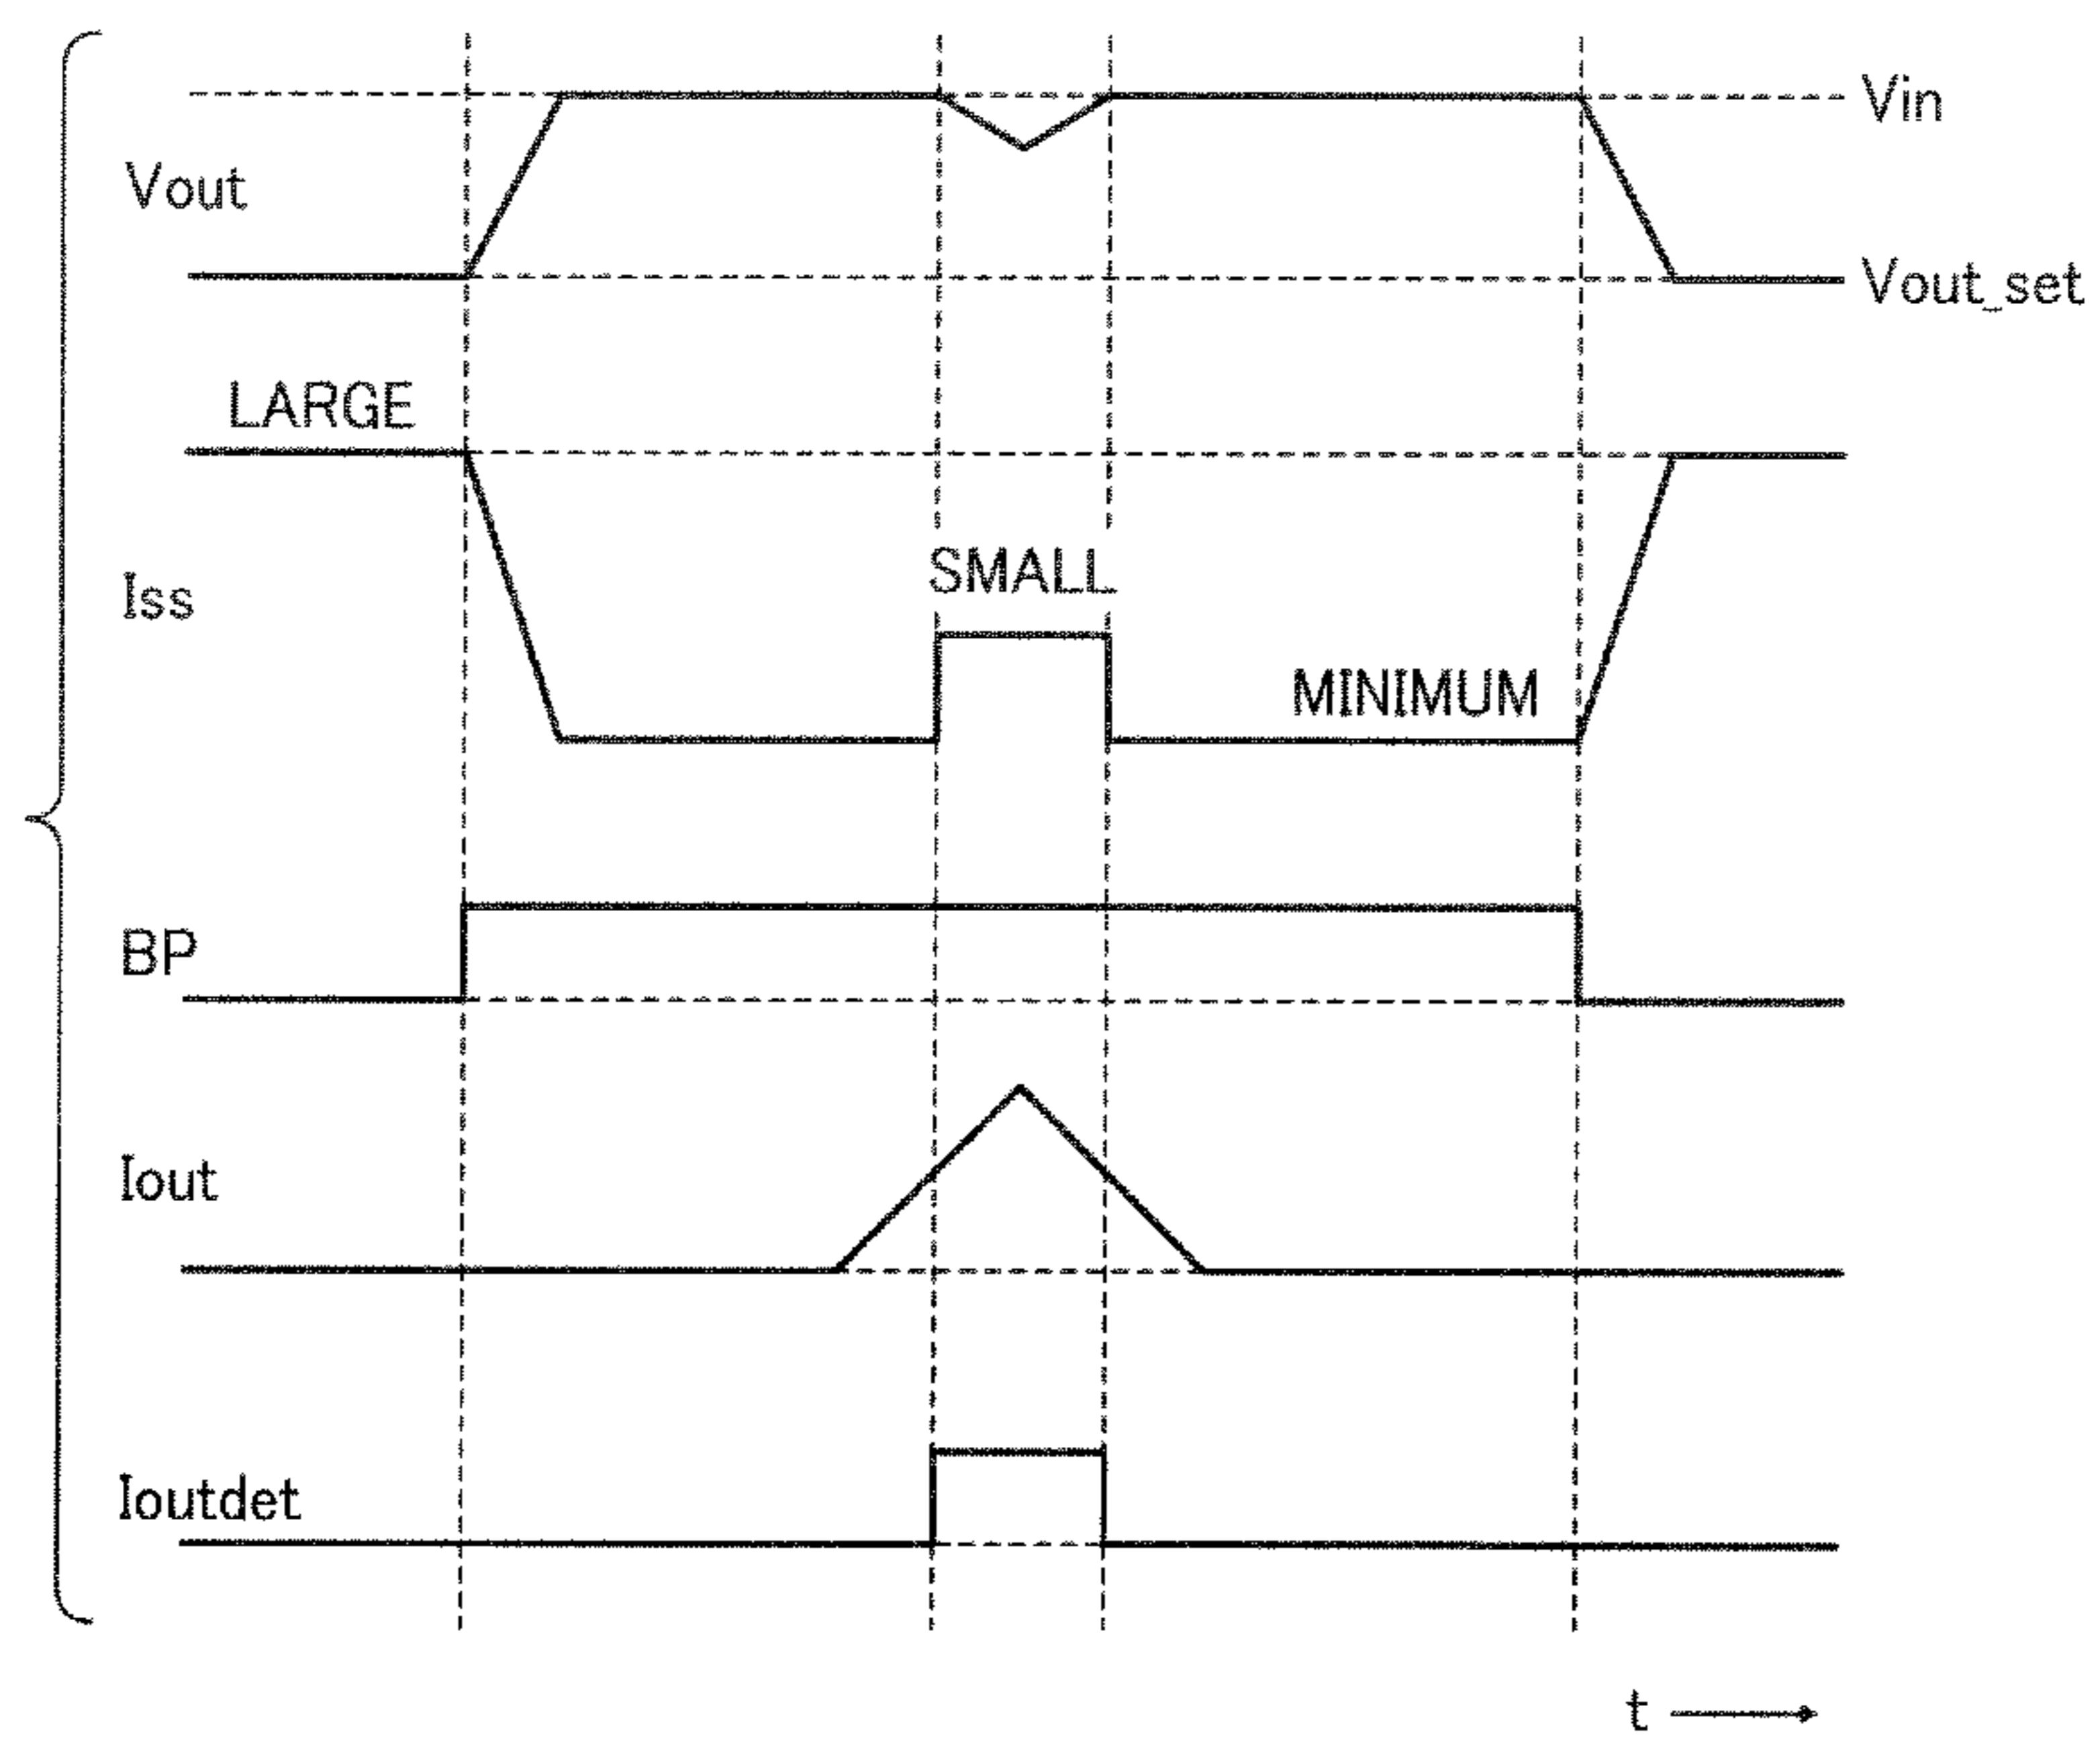 Vin
Vout
Vout_set
LARGE
SMALL
Iss
MINIMUM
BP
Iout
Ioutdet
t